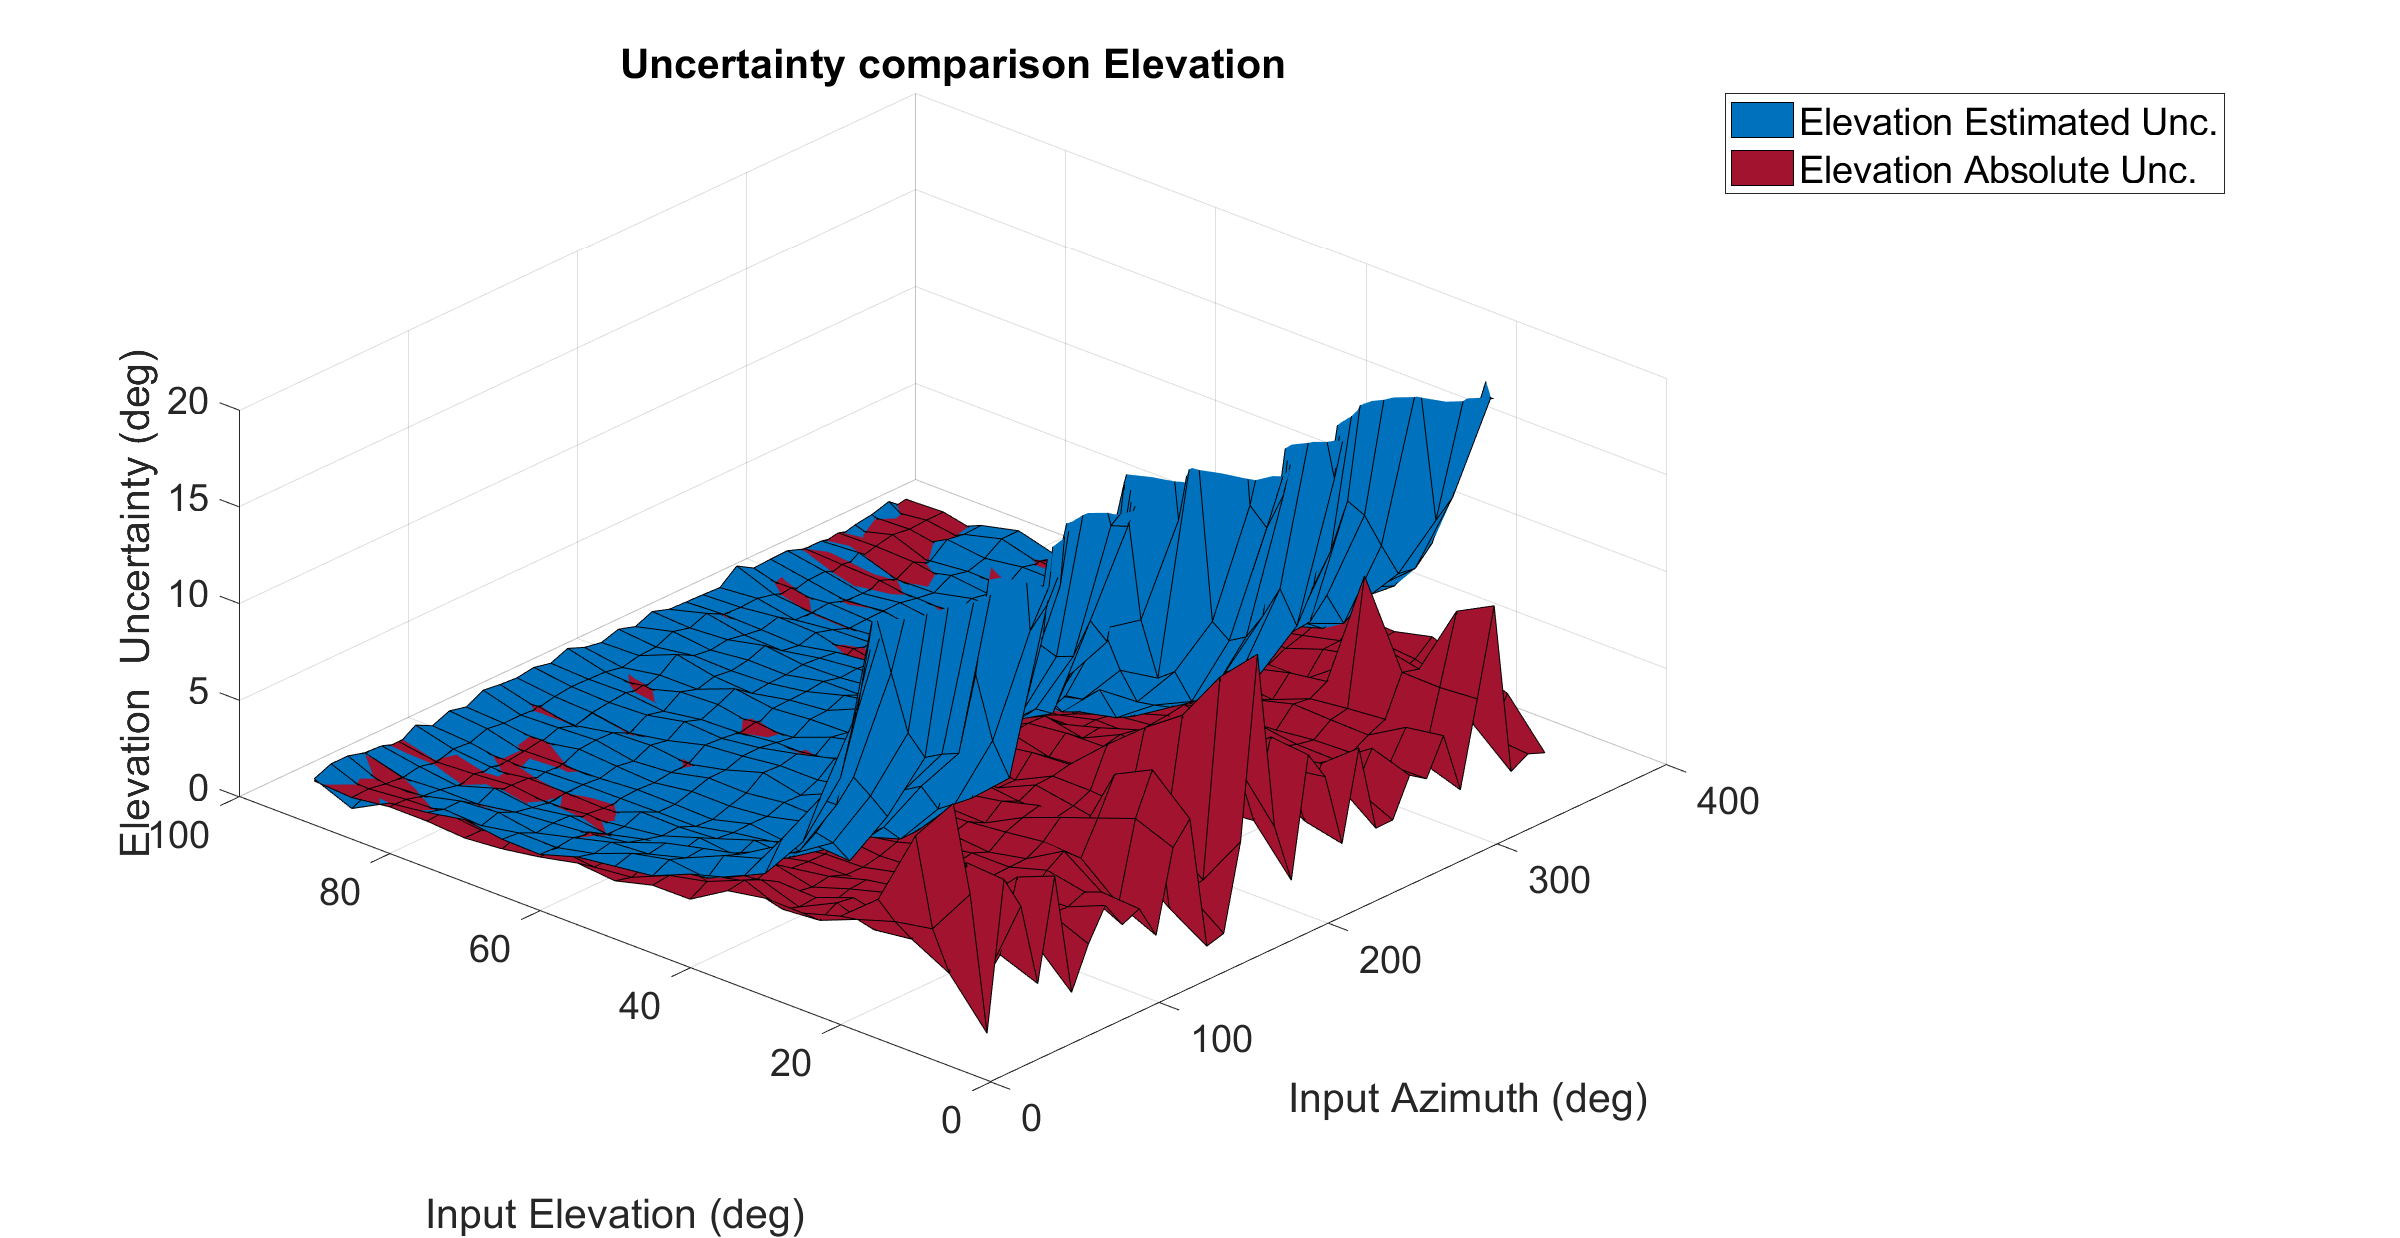 Uncertainty comparison Elevation
Elevation Estimated Unc.
Elevation Absolute Unc.
Elevation  Uncertainty (deg)
20
15
10
5
0
100
80
60
40
20
0
0
100
200
300
400
Input Azimuth (deg)
Input Elevation (deg)